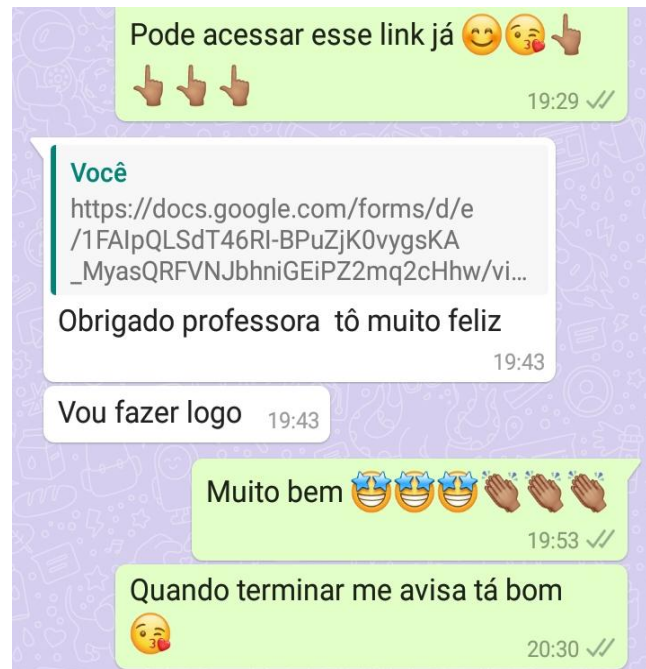 Pode acessar esse link já 😊😘👆🏽
👆🏽👆🏽👆🏽
19:29
Você
https://docs.google.com/forms/d/e
/1FAIpQLSdT46RI-BPuZjK0vygsKA
_MyasQRFVNJbhniGEiPZ2mq2cHhw/vi...
Obrigado professora tô muito feliz
19:43
Vou fazer logo 19:43
Muito bem 🤩🤩🤩👏🏽👏🏽👏🏽
19:53
Quando terminar me avisa tá bom
😘
20:30